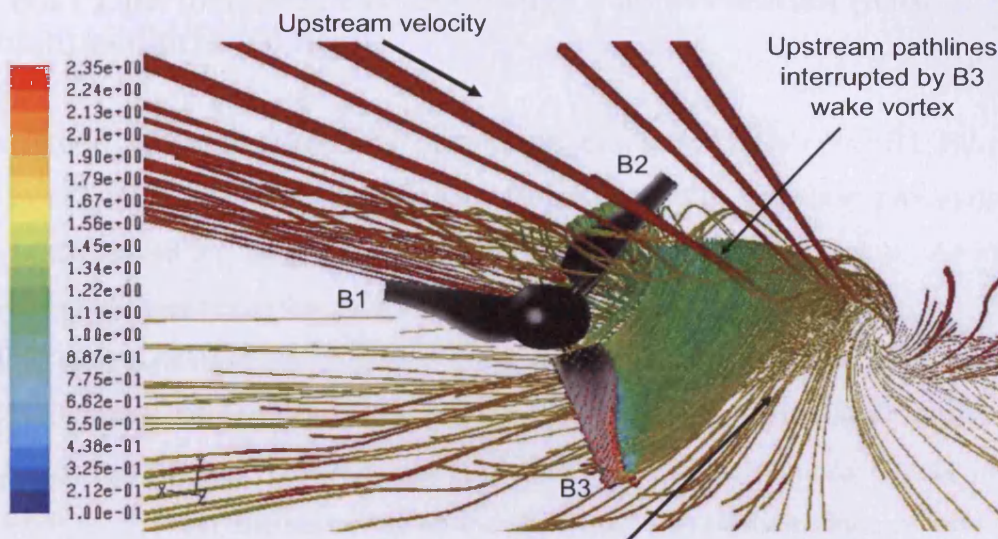 Upstream velocity
Upstream pathlines
interrupted by B3
wake vortex
B2
B1
B3
2.35e+00
2.24e+00
2.13e+00
2.01e+00
1.90e+00
1.79e+00
1.67e+00
1.56e+00
1.45e+00
1.34e+00
1.22e+00
1.11e+00
1.00e+00
8.87e-01
7.75e-01
6.62e-01
5.50e-01
4.38e-01
3.25e-01
2.12e-01
1.00e-01
Y
X
Z